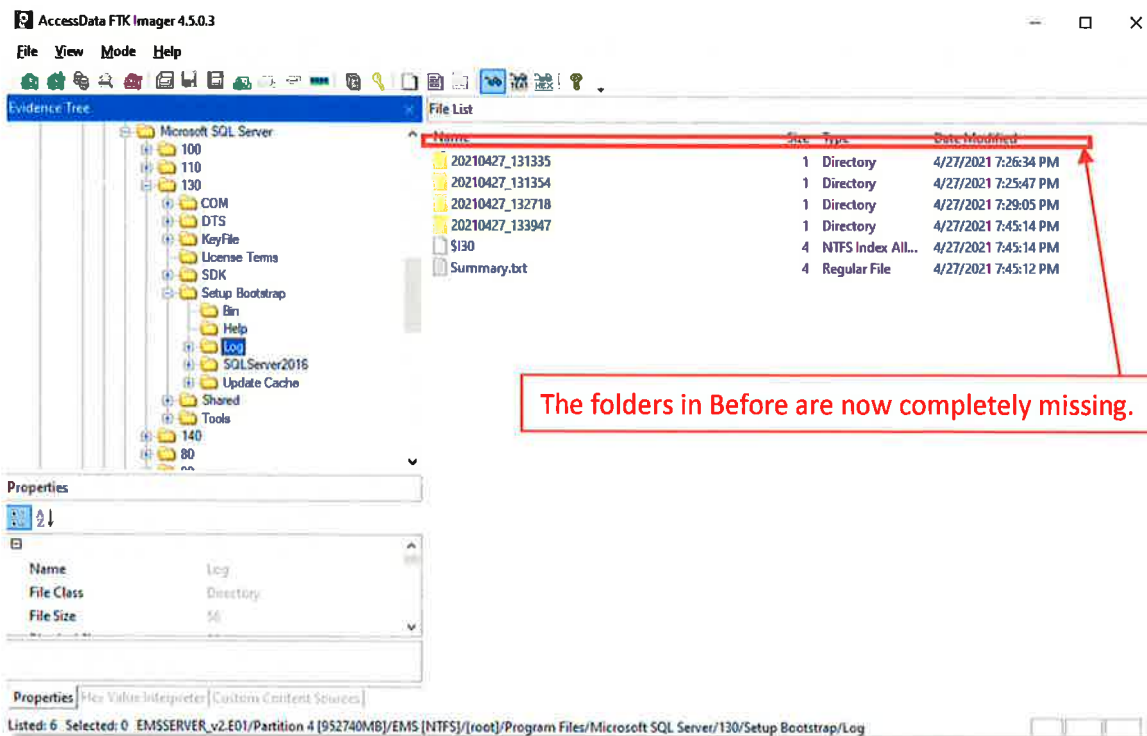 AccessData FTK Imager 4.5.0.3
File View Mode Help
Evidence Tree
Microsoft SQL Server
100
110
130
COM
DTS
KeyFile
License Terms
SDK
Setup Bootstrap
Bin
Help
Log
SQLServer2016
Update Cache
Shared
Tools
140
80
File List
Name Size Type Date Modified
20210427_131335 1 Directory 4/27/2021 7:26:34 PM
20210427_131354 1 Directory 4/27/2021 7:25:47 PM
20210427_132718 1 Directory 4/27/2021 7:29:05 PM
20210427_133947 1 Directory 4/27/2021 7:45:14 PM
$I30 4 NTFS Index All... 4/27/2021 7:45:14 PM
Summary.txt 4 Regular File 4/27/2021 7:45:12 PM
The folders in Before are now completely missing.
Properties
Name Log
File Class Directory
File Size 56
Properties Hex Value Interpreter Custom Content Sources
Listed: 6 Selected: 0 EMSSERVER_v2.E01/Partition 4 [952740MB]/EMS [NTFS]/[root]/Program Files/Microsoft SQL Server/130/Setup Bootstrap/Log